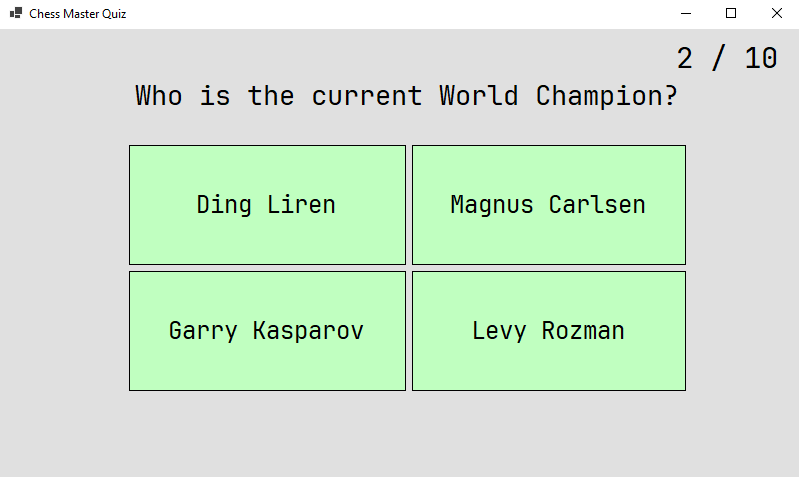 Chess Master Quiz
2 / 10
Who is the current World Champion?
Ding Liren
Magnus Carlsen
Garry Kasparov
Levy Rozman